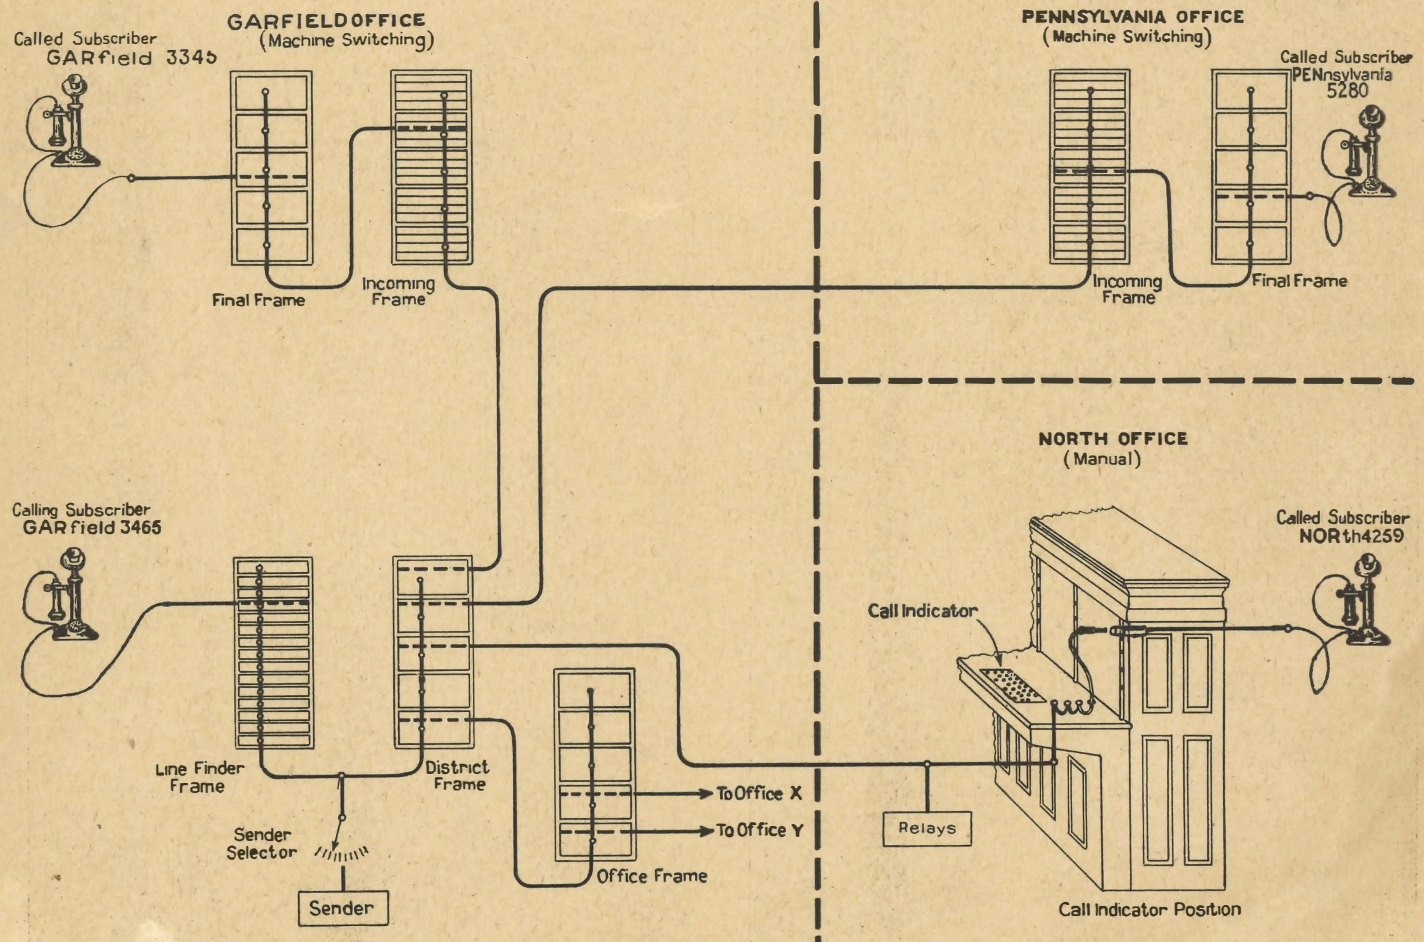 GARFIELD OFFICE
(Machine Switching)
Called Subscriber
GARfield 3345
Final Frame
Incoming
Frame
PENNSYLVANIA OFFICE
(Machine Switching)
Called Subscriber
PENnsylvania
5280
Incoming
Frame
Final Frame
Calling Subscriber
GARfield 3465
Line Finder
Frame
District
Frame
Sender
Selector
Sender
To Office X
To Office Y
Office Frame
NORTH OFFICE
(Manual)
Called Subscriber
NORth4259
Call Indicator
Relays
Call Indicator Position